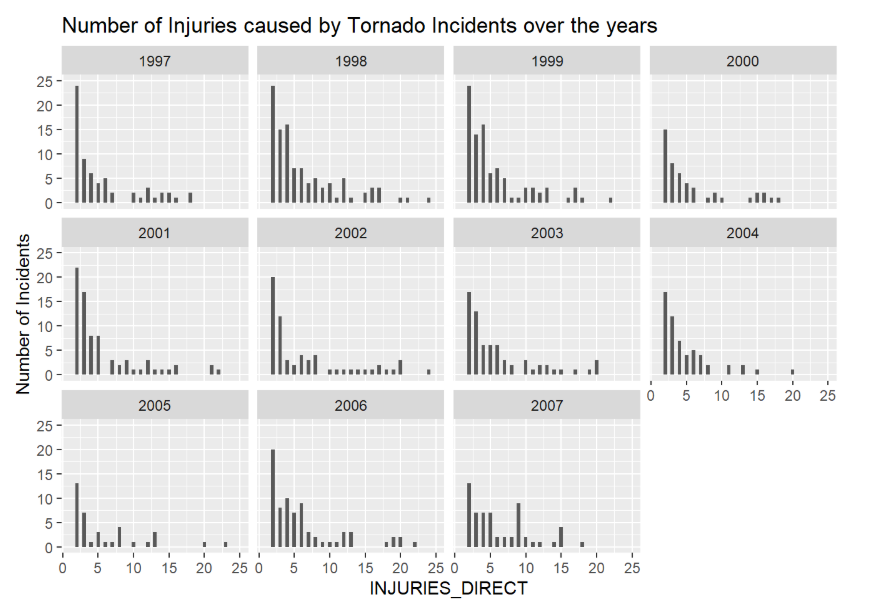 Number of Injuries caused by Tornado Incidents over the years
1997 1998 1999 2000
25
20
15
10
5
0
2001 2002 2003 2004
25
20
15
10
5
0
0 5 10 15 20 25
2005 2006 2007
25
20
15
10
5
0
0 5 10 15 20 25 0 5 10 15 20 25 0 5 10 15 20 25
Number of Incidents
INJURIES_DIRECT